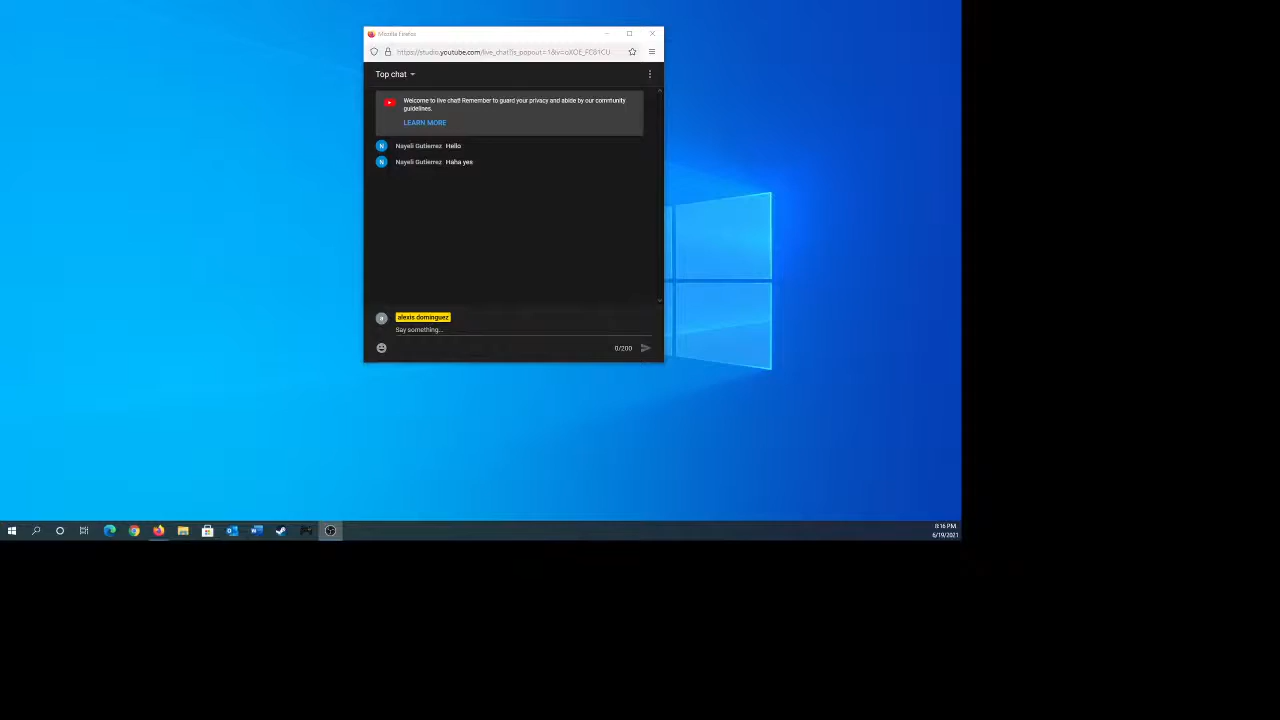 Mozilla Firefox
https://studio.youtube.com/live_chat?is_popout=1&v=oXOE_FE81CU
Top chat
Welcome to live chat! Remember to guard your privacy and abide by our community
guidelines.
LEARN MORE
N Nayeli Gutierrez Hello
N Nayeli Gutierrez Haha yes
a alexis dominguez
Say something...
0/200
8:16 PM
6/19/2021